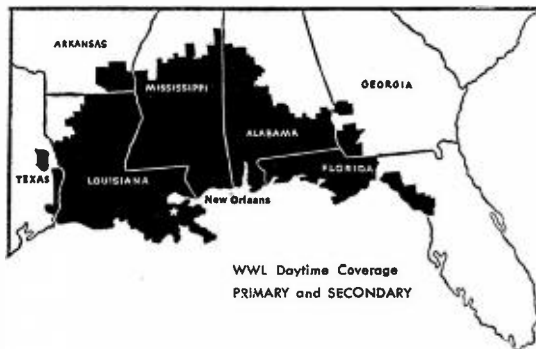 ARKANSAS
MISSISSIPPI
GEORGIA
ALABAMA
TEXAS
LOUISIANA
FLORIDA
New Orleans
WWL Daytime Coverage
PRIMARY and SECONDARY